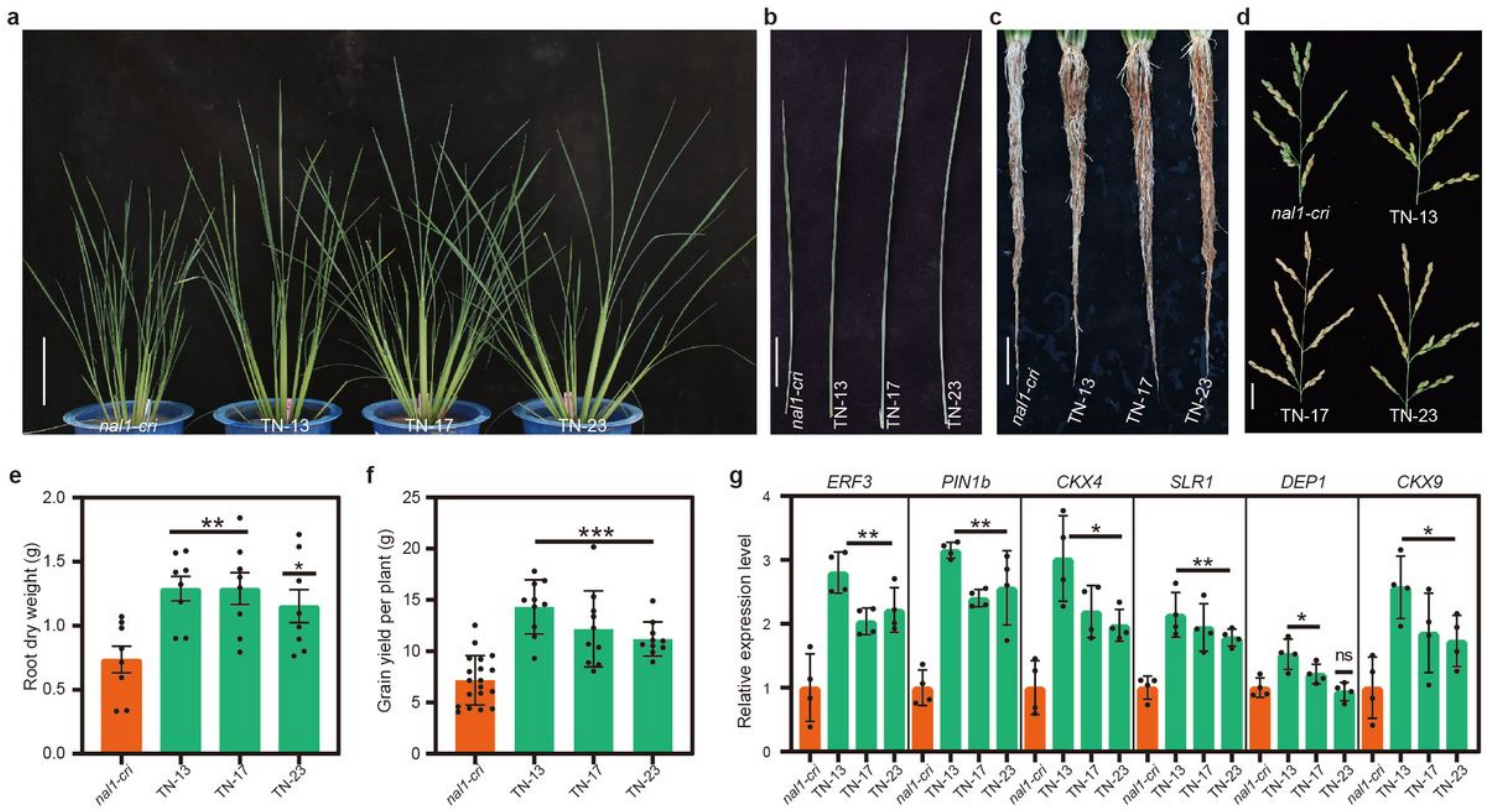 a
nal1-cri TN-13 TN-17 TN-23
b
nal1-cri TN-13 TN-17 TN-23
c
nal1-cri TN-13 TN-17 TN-23
d
nal1-cri TN-13
TN-17 TN-23
e
Root dry weight (g)
2.0
1.5
1.0
0.5
0.0
**
*
nal1-cri TN-13 TN-17 TN-23
f
Grain yield per plant (g)
25
20
15
10
5
0
***
nal1-cri TN-13 TN-17 TN-23
g
Relative expression level
4
3
2
1
0
ERF3 PIN1b CKX4 SLR1 DEP1 CKX9
** ** * ** * ns *
nal1-cri TN-13 TN-17 TN-23 nal1-cri TN-13 TN-17 TN-23 nal1-cri TN-13 TN-17 TN-23 nal1-cri TN-13 TN-17 TN-23 nal1-cri TN-13 TN-17 TN-23 nal1-cri TN-13 TN-17 TN-23